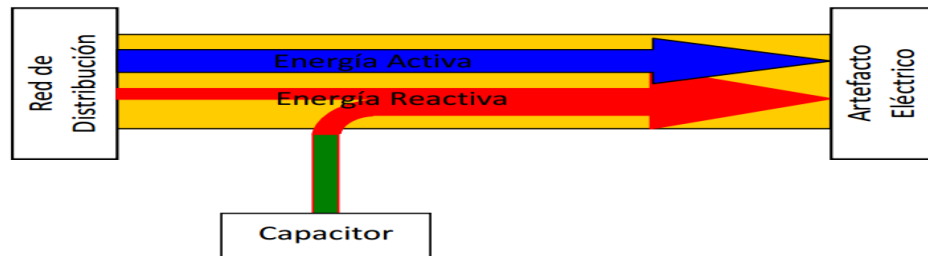 Red de
Distribución
Energía Activa
Energía Reactiva
Artefacto
Eléctrico
Capacitor